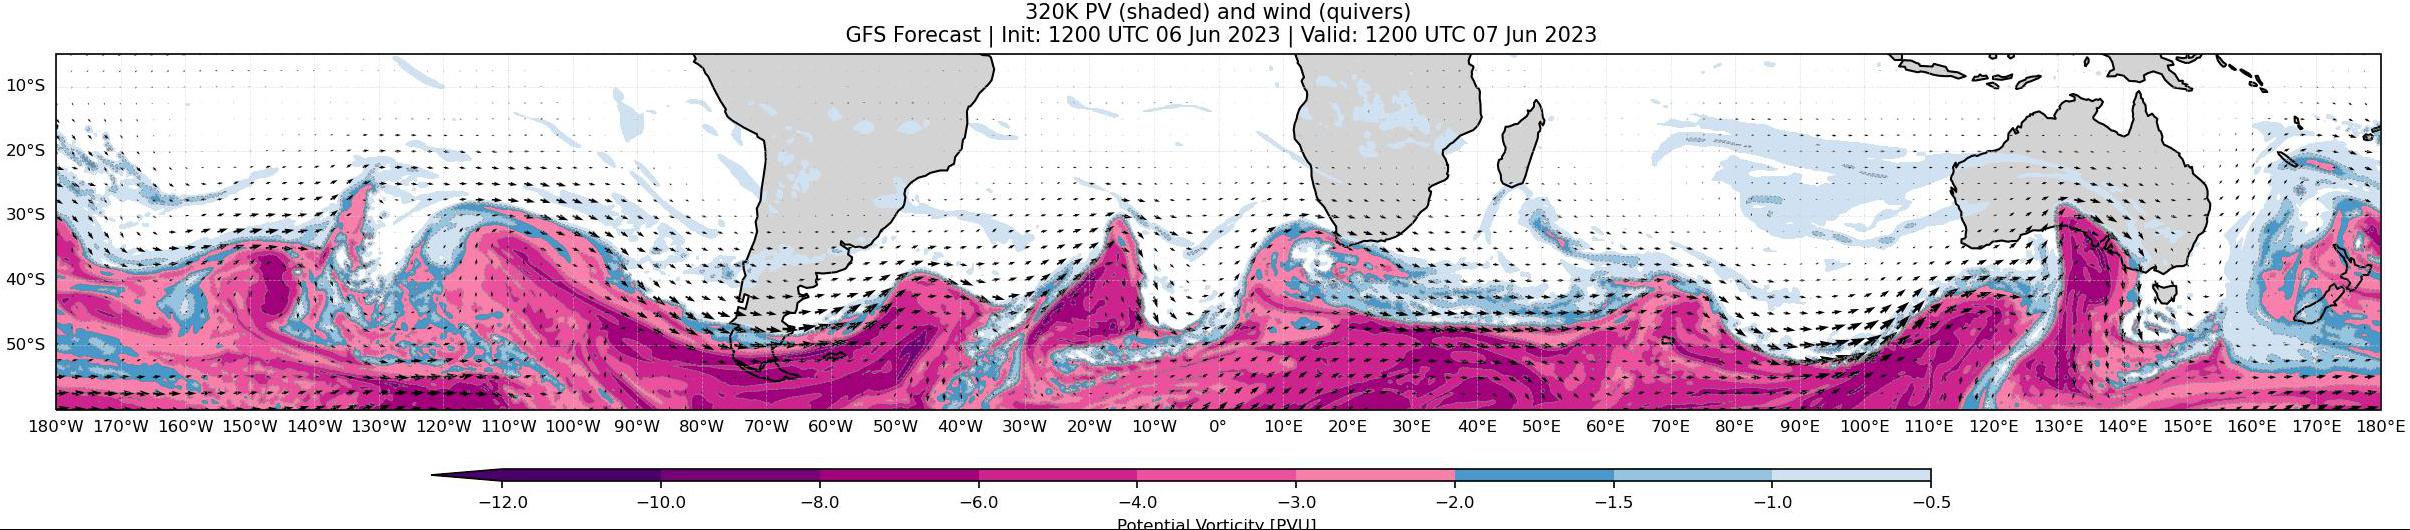 320K PV (shaded) and wind (quivers)
GFS Forecast | Init: 1200 UTC 06 Jun 2023 | Valid: 1200 UTC 07 Jun 2023
10°S
20°S
30°S
40°S
50°S
180°W 170°W 160°W 150°W 140°W 130°W 120°W 110°W 100°W 90°W 80°W 70°W 60°W 50°W 40°W 30°W 20°W 10°W 0° 10°E 20°E 30°E 40°E 50°E 60°E 70°E 80°E 90°E 100°E 110°E 120°E 130°E 140°E 150°E 160°E 170°E 180°E
−12.0 −10.0 −8.0 −6.0 −4.0 −3.0 −2.0 −1.5 −1.0 −0.5
Potential Vorticity [PVU]